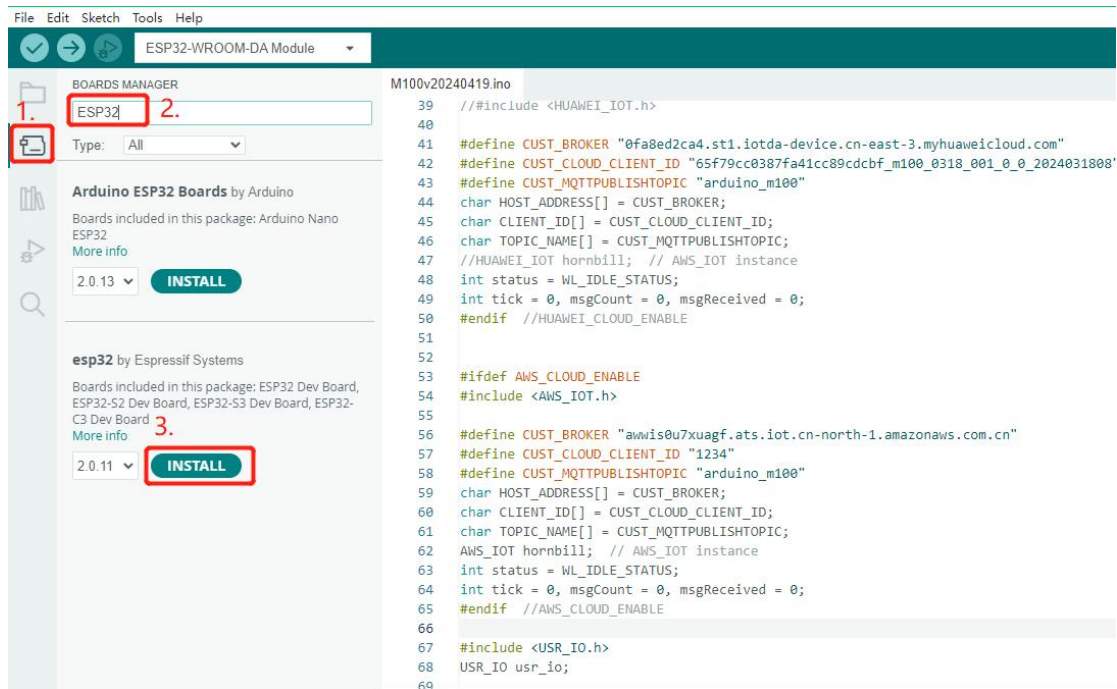 File Edit Sketch Tools Help
ESP32-WROOM-DA Module
BOARDS MANAGER
1.
ESP32
2.
Type: All
Arduino ESP32 Boards by Arduino
Boards included in this package: Arduino Nano
ESP32
More info
2.0.13
INSTALL
esp32 by Espressif Systems
Boards included in this package: ESP32 Dev Board,
ESP32-S2 Dev Board, ESP32-S3 Dev Board, ESP32-
C3 Dev Board
3.
More info
2.0.11
INSTALL
M100v20240419.ino
39 //#include <HUAWEI_IOT.h>
40
41 #define CUST_BROKER "0fa8ed2ca4.st1.iotda-device.cn-east-3.myhuaweicloud.com"
42 #define CUST_CLOUD_CLIENT_ID "65f79cc0387fa41cc89cdcbf_m100_0318_001_0_0_2024031808"
43 #define CUST_MQTTPUBLISHTOPIC "arduino_m100"
44 char HOST_ADDRESS[] = CUST_BROKER;
45 char CLIENT_ID[] = CUST_CLOUD_CLIENT_ID;
46 char TOPIC_NAME[] = CUST_MQTTPUBLISHTOPIC;
47 //HUAWEI_IOT hornbill; // AWS_IOT instance
48 int status = WL_IDLE_STATUS;
49 int tick = 0, msgCount = 0, msgReceived = 0;
50 #endif //HUAWEI_CLOUD_ENABLE
51
52
53 #ifdef AWS_CLOUD_ENABLE
54 #include <AWS_IOT.h>
55
56 #define CUST_BROKER "awwis0u7xuagf.ats.iot.cn-north-1.amazonaws.com.cn"
57 #define CUST_CLOUD_CLIENT_ID "1234"
58 #define CUST_MQTTPUBLISHTOPIC "arduino_m100"
59 char HOST_ADDRESS[] = CUST_BROKER;
60 char CLIENT_ID[] = CUST_CLOUD_CLIENT_ID;
61 char TOPIC_NAME[] = CUST_MQTTPUBLISHTOPIC;
62 AWS_IOT hornbill; // AWS_IOT instance
63 int status = WL_IDLE_STATUS;
64 int tick = 0, msgCount = 0, msgReceived = 0;
65 #endif //AWS_CLOUD_ENABLE
66
67 #include <USR_IO.h>
68 USR_IO usr_io;
69